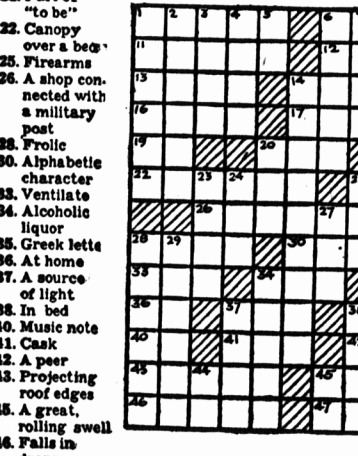 "to be"
22. Canopy
over a bed
25. Firearms
26. A shop con-
nected with
a military
post
28. Frolic
30. Alphabetic
character
33. Ventilate
34. Alcoholic
liquor
35. Greek lette
36. At home
37. A source
of light
38. In bed
40. Music note
41. Cask
42. A peer
43. Projecting
roof edges
45. A great,
rolling swell
46. Falls in
1 2 3 4 5 6
11 12
13 14
16 17
19 20
22 23 24
26 27
28 29 30
33 34
36 37 38
40 41
43 44 45
46 47